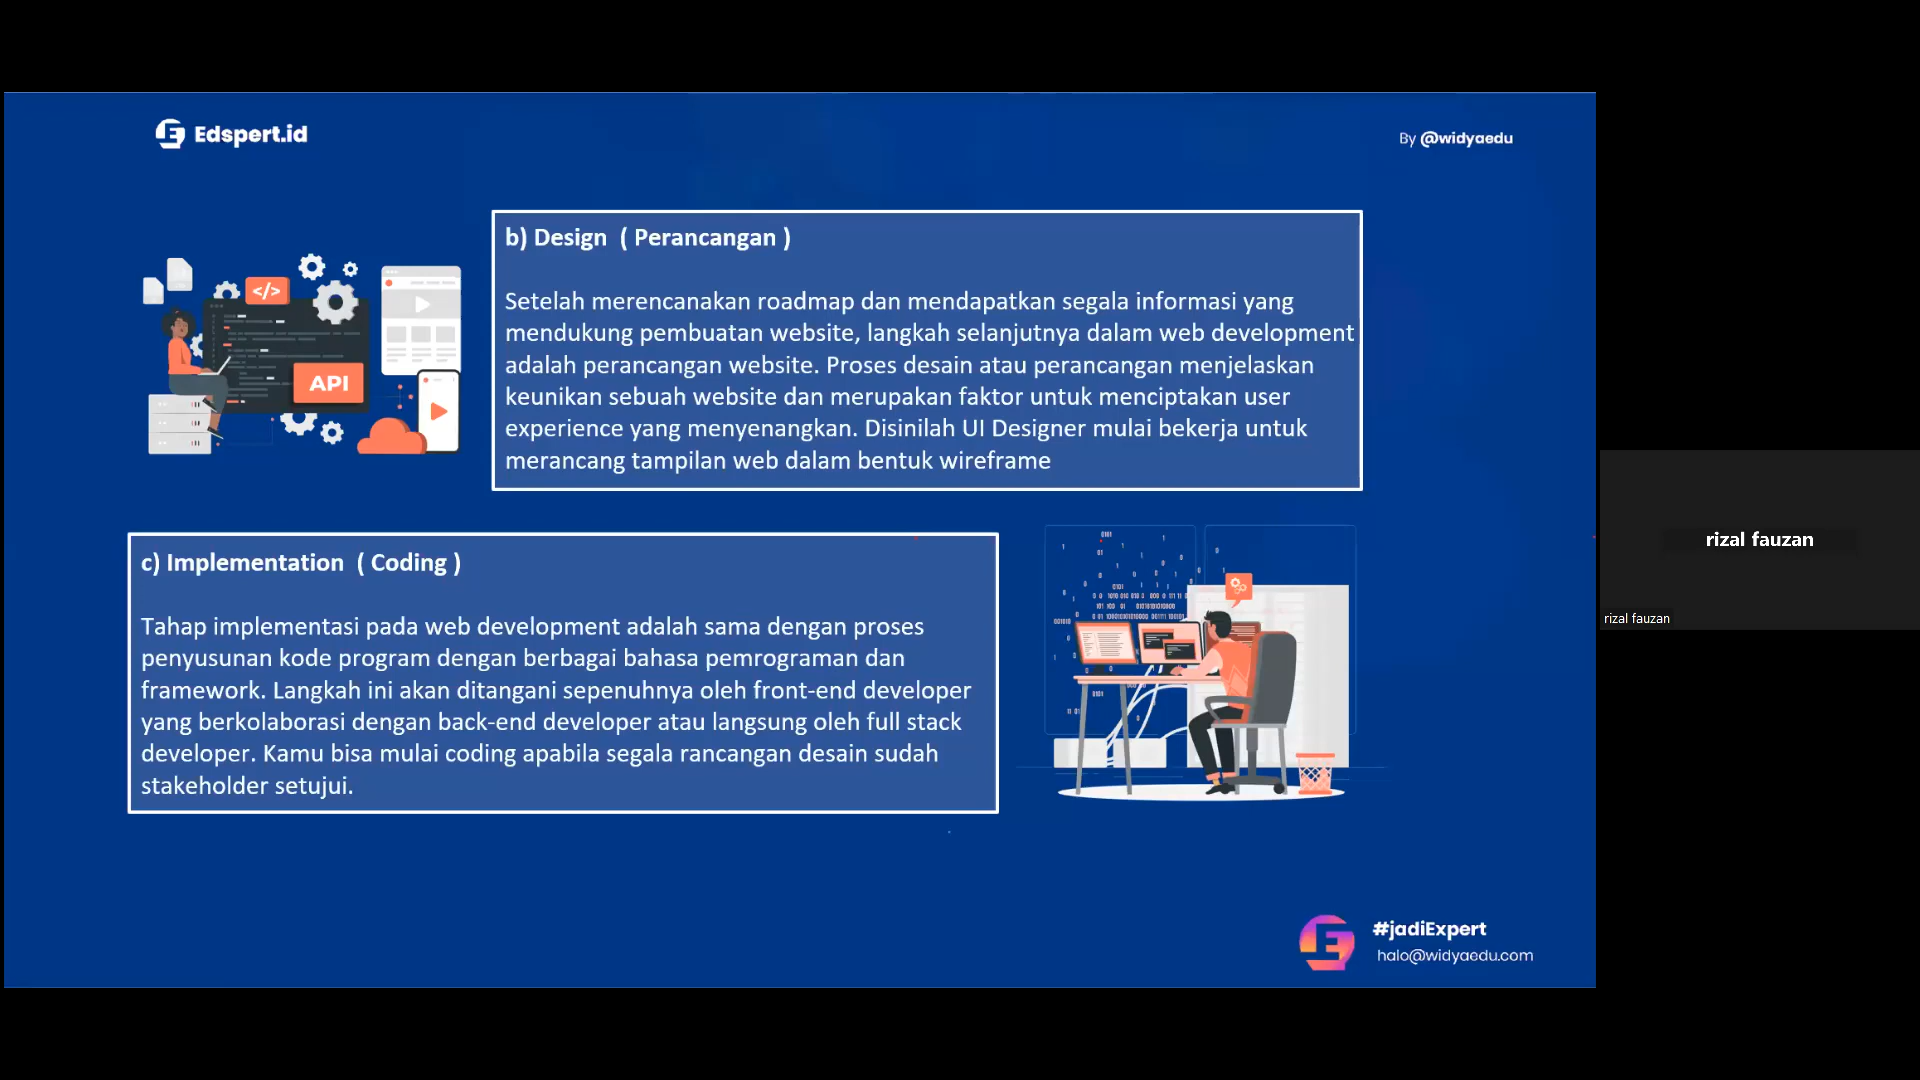 Edspert.id
By @widyaedu
b) Design ( Perancangan )
Setelah merencanakan roadmap dan mendapatkan segala informasi yang
mendukung pembuatan website, langkah selanjutnya dalam web development
adalah perancangan website. Proses desain atau perancangan menjelaskan
keunikan sebuah website dan merupakan faktor untuk menciptakan user
experience yang menyenangkan. Disinilah UI Designer mulai bekerja untuk
merancang tampilan web dalam bentuk wireframe
</>
API
c) Implementation ( Coding )
Tahap implementasi pada web development adalah sama dengan proses
penyusunan kode program dengan berbagai bahasa pemrograman dan
framework. Langkah ini akan ditangani sepenuhnya oleh front-end developer
yang berkolaborasi dengan back-end developer atau langsung oleh full stack
developer. Kamu bisa mulai coding apabila segala rancangan desain sudah
stakeholder setujui.
#jadiExpert
halo@widyaedu.com
rizal fauzan
rizal fauzan